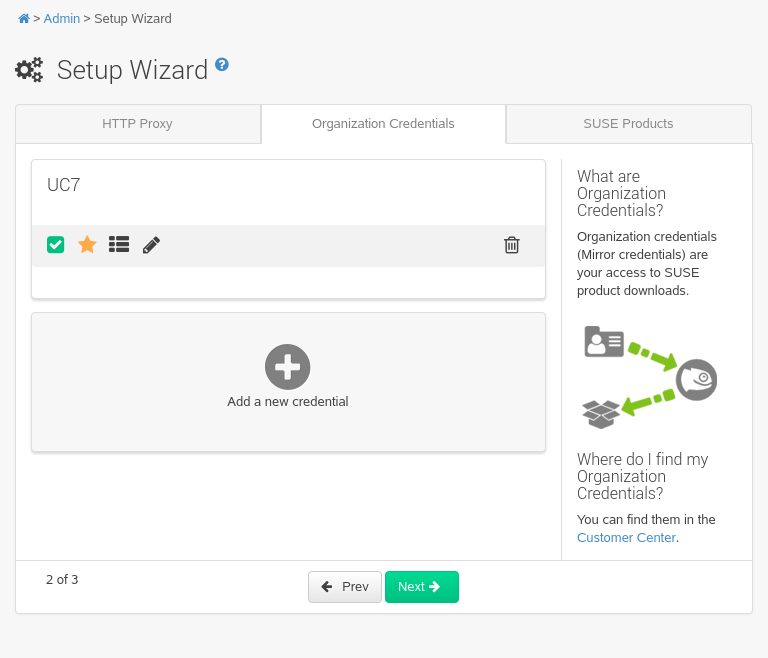 > Admin > Setup Wizard
Setup Wizard ?
HTTP Proxy
Organization Credentials
SUSE Products
UC7
Add a new credential
What are
Organization
Credentials?
Organization credentials
(Mirror credentials) are
your access to SUSE
product downloads.
Where do I find my
Organization
Credentials?
You can find them in the
Customer Center.
2 of 3
Prev
Next